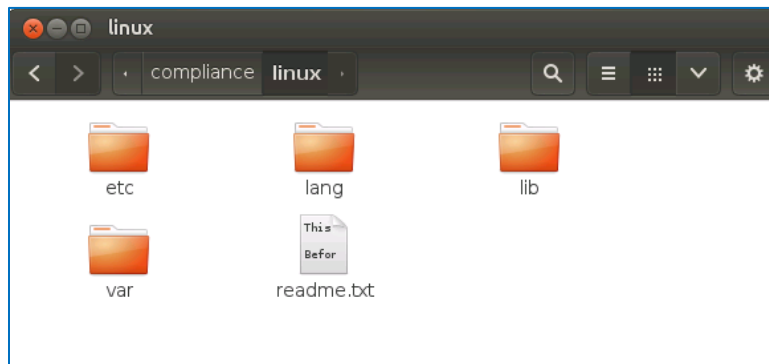 linux
compliance linux
etc lang lib
This
Befor
var readme.txt